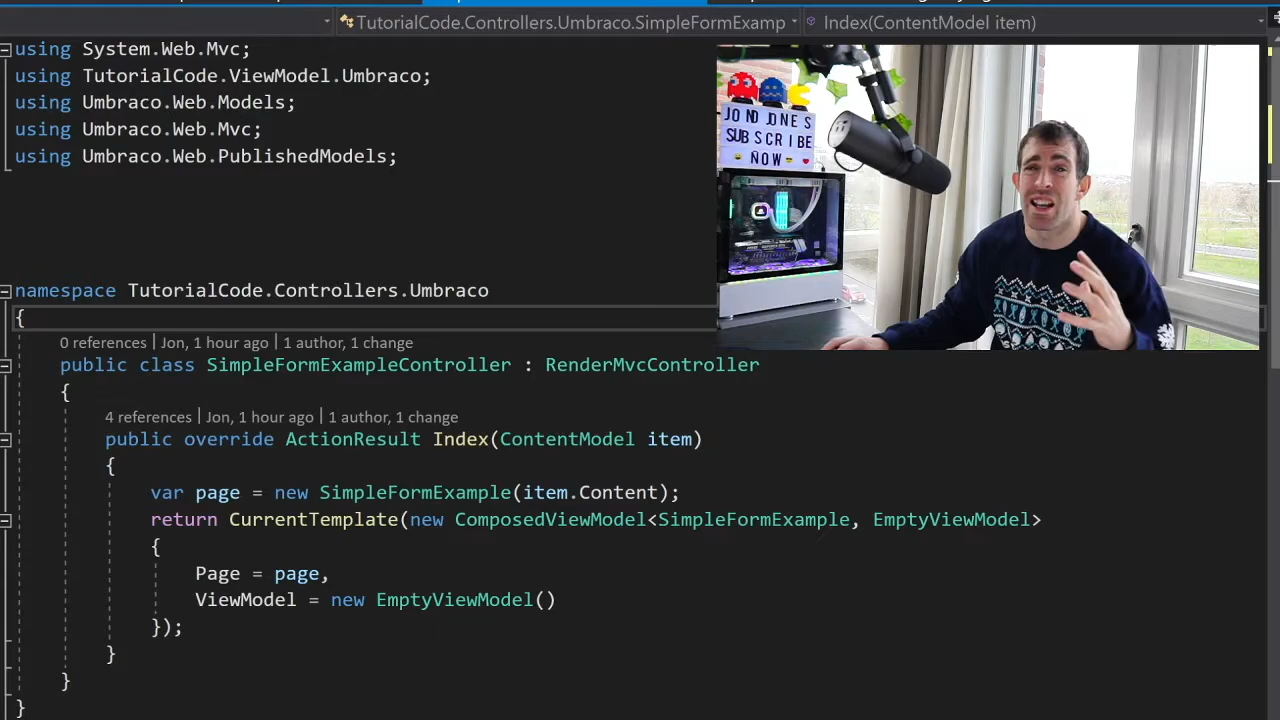 TutorialCode.Controllers.Umbraco.SimpleFormExamp
Index(ContentModel item)
using System.Web.Mvc;
using TutorialCode.ViewModel.Umbraco;
using Umbraco.Web.Models;
using Umbraco.Web.Mvc;
using Umbraco.Web.PublishedModels;
JOND JONES
SUBSCRIBE
NOW
namespace TutorialCode.Controllers.Umbraco
{
0 references | Jon, 1 hour ago | 1 author, 1 change
public class SimpleFormExampleController : RenderMvcController
{
4 references | Jon, 1 hour ago | 1 author, 1 change
public override ActionResult Index(ContentModel item)
{
var page = new SimpleFormExample(item.Content);
return CurrentTemplate(new ComposedViewModel<SimpleFormExample, EmptyViewModel>
{
Page = page,
ViewModel = new EmptyViewModel()
});
}
}
}